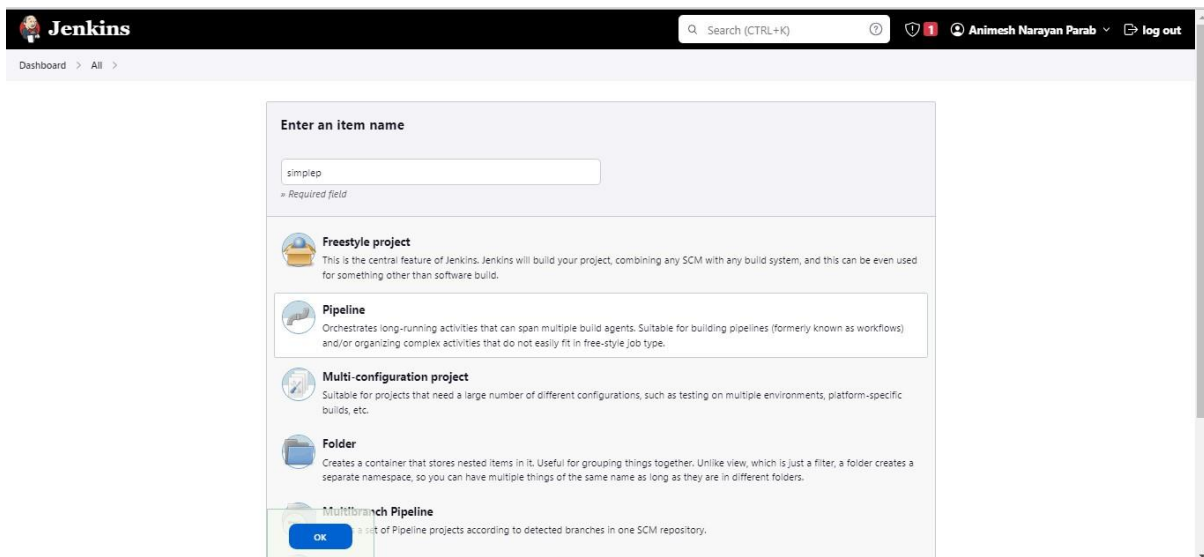 Jenkins
Search (CTRL+K)
1
Animesh Narayan Parab
log out
Dashboard > All >
Enter an item name
simplep
» Required field
Freestyle project
This is the central feature of Jenkins. Jenkins will build your project, combining any SCM with any build system, and this can be even used
for something other than software build.
Pipeline
Orchestrates long-running activities that can span multiple build agents. Suitable for building pipelines (formerly known as workflows)
and/or organizing complex activities that do not easily fit in free-style job type.
Multi-configuration project
Suitable for projects that need a large number of different configurations, such as testing on multiple environments, platform-specific
builds, etc.
Folder
Creates a container that stores nested items in it. Useful for grouping things together. Unlike view, which is just a filter, a folder creates a
separate namespace, so you can have multiple things of the same name as long as they are in different folders.
Multibranch Pipeline
set of Pipeline projects according to detected branches in one SCM repository.
OK